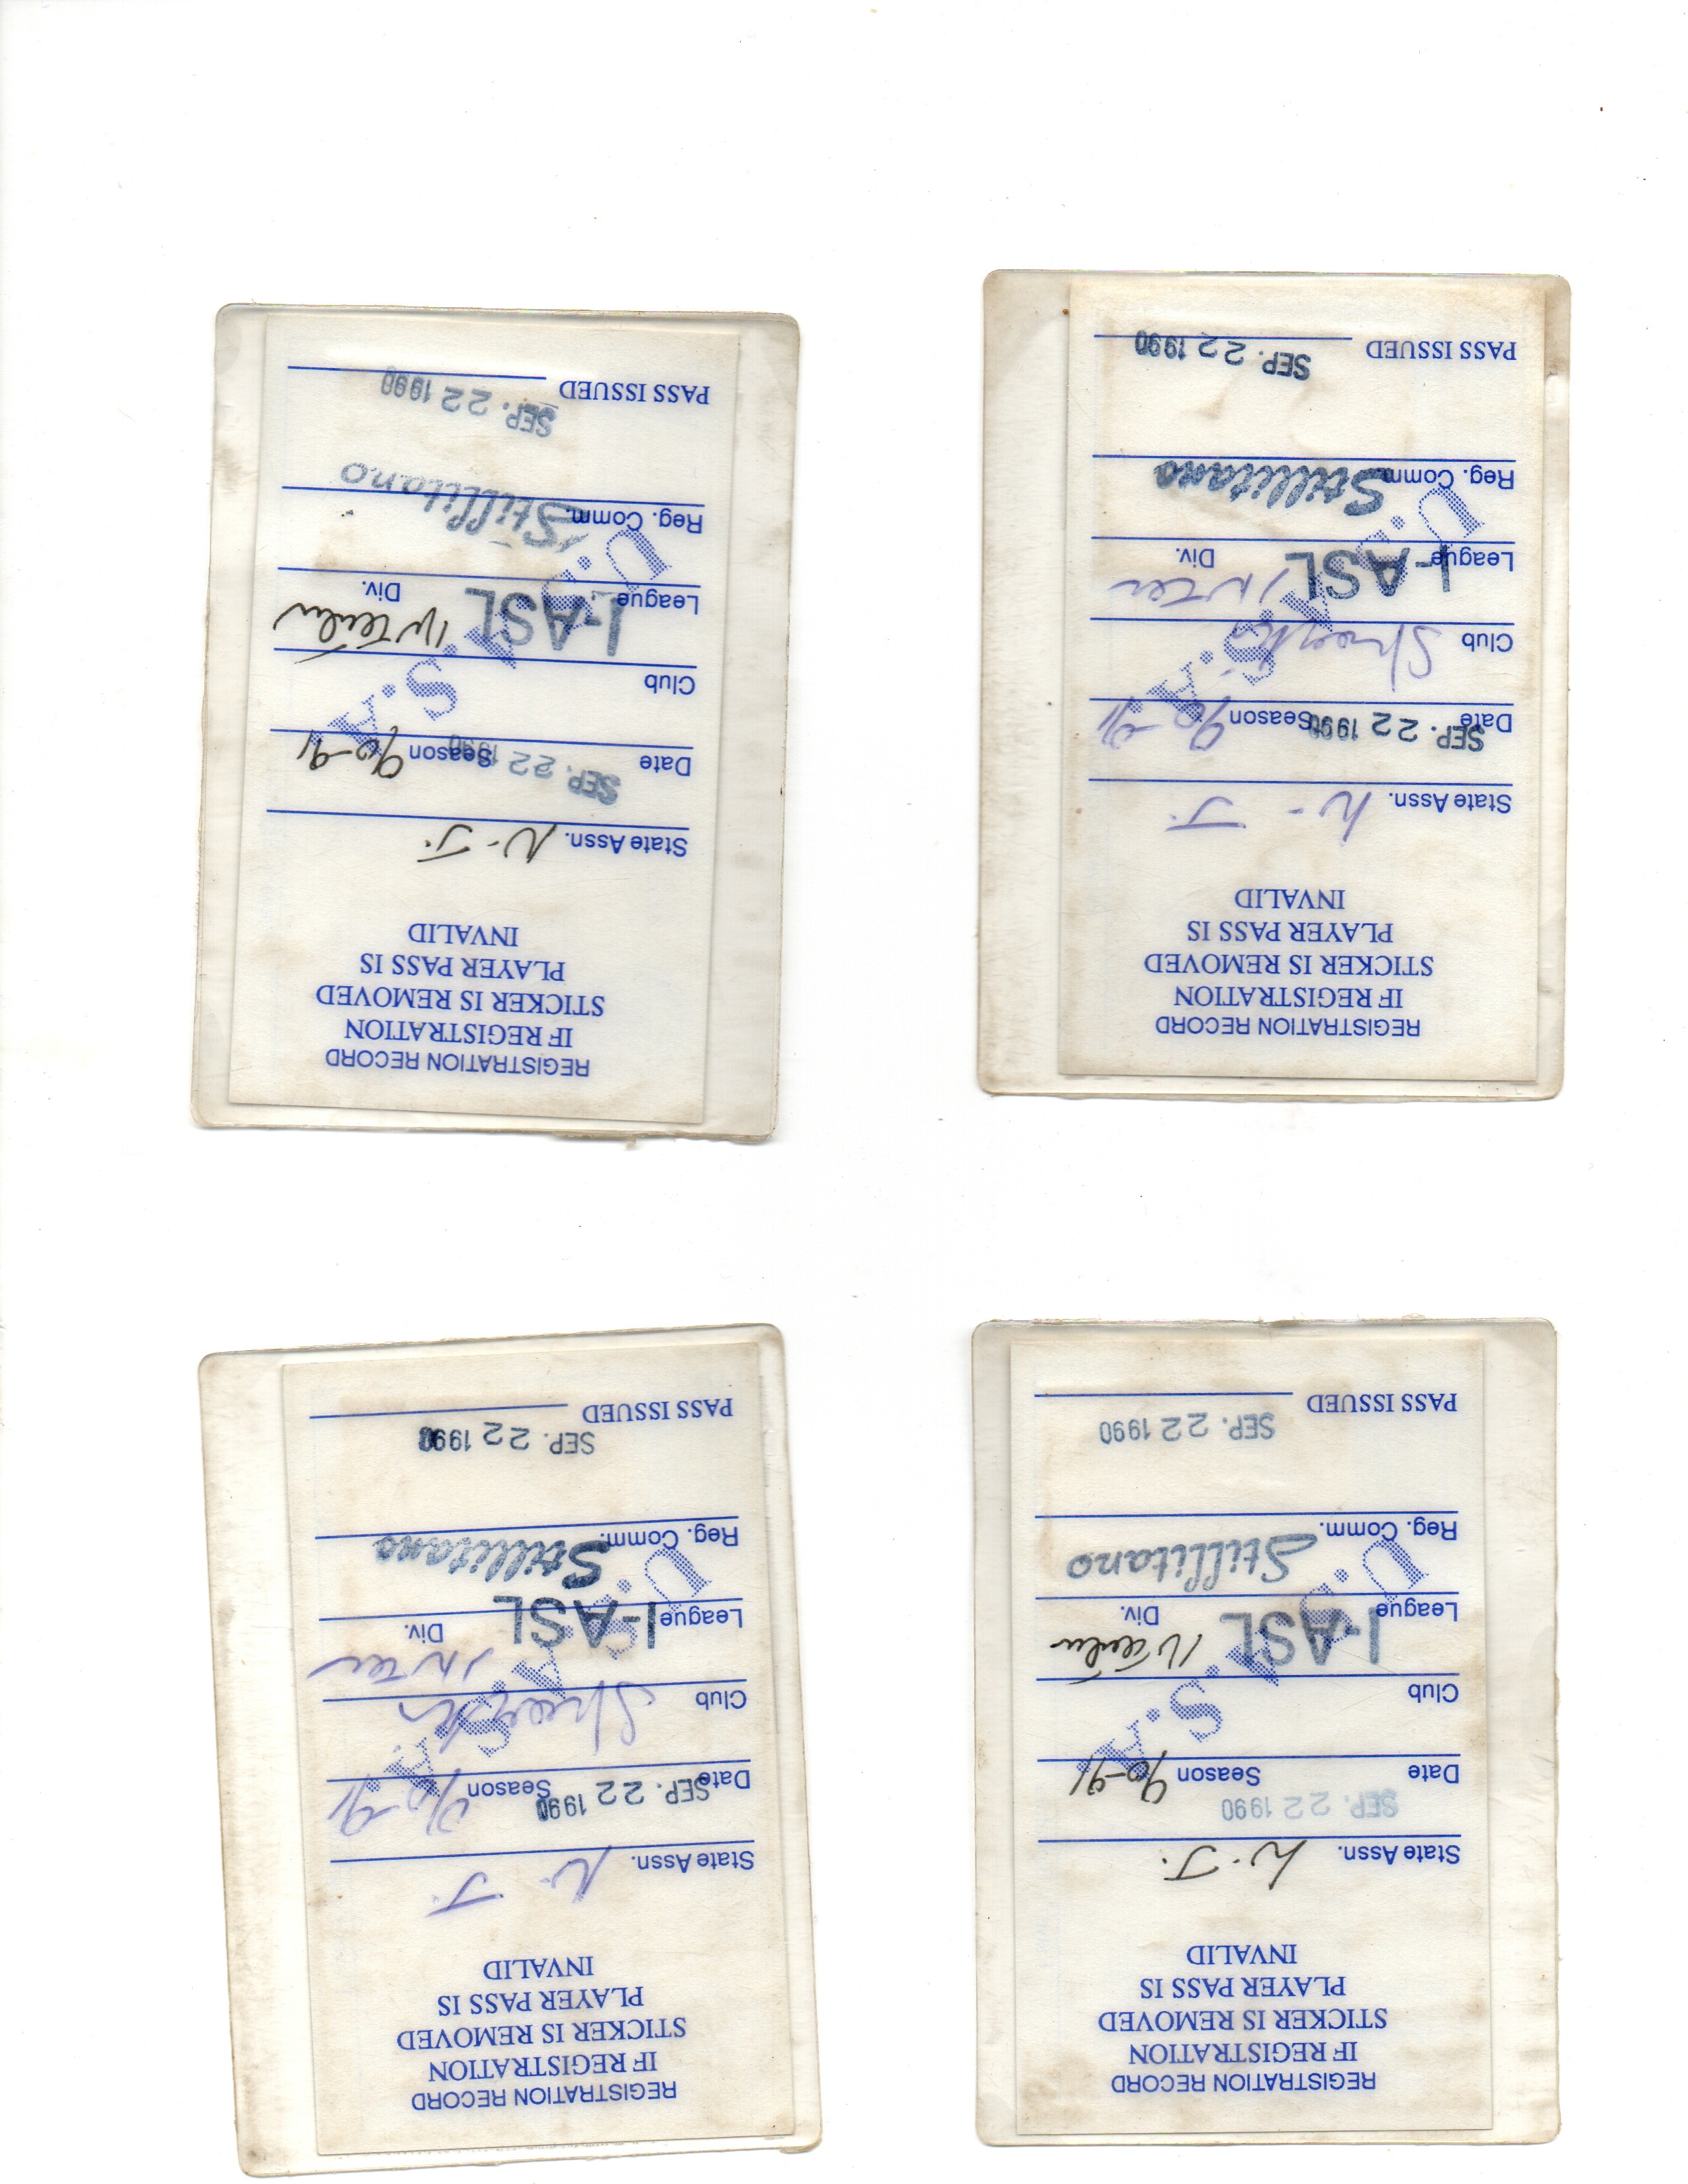 REGISTRATION RECORD
IF REGISTRATION
STICKER IS REMOVED
PLAYER PASS IS
INVALID
State Assn. N.J.
Date SEP. 22 1990 Season 90-91
Club
League I-ASL Div.
Reg. Comm. Stillitano
PASS ISSUED SEP. 22 1990
REGISTRATION RECORD
IF REGISTRATION
STICKER IS REMOVED
PLAYER PASS IS
INVALID
State Assn. N.J.
Date SEP. 22 1990 Season 90-91
Club
League I-ASL Div. Inter
Reg. Comm. Stillitano
PASS ISSUED SEP. 22 1990
REGISTRATION RECORD
IF REGISTRATION
STICKER IS REMOVED
PLAYER PASS IS
INVALID
State Assn. N-J
Date SEP. 22 1990 Season 90-91
Club
League I-ASL Div. Inter
Reg. Comm. Stillitano
PASS ISSUED SEP. 22 1990
REGISTRATION RECORD
IF REGISTRATION
STICKER IS REMOVED
PLAYER PASS IS
INVALID
State Assn. N-J.
Date SEP. 22 1990 Season 90-91
Club
League I-ASL Div.
Reg. Comm. Stillitano
PASS ISSUED SEP. 22 1990